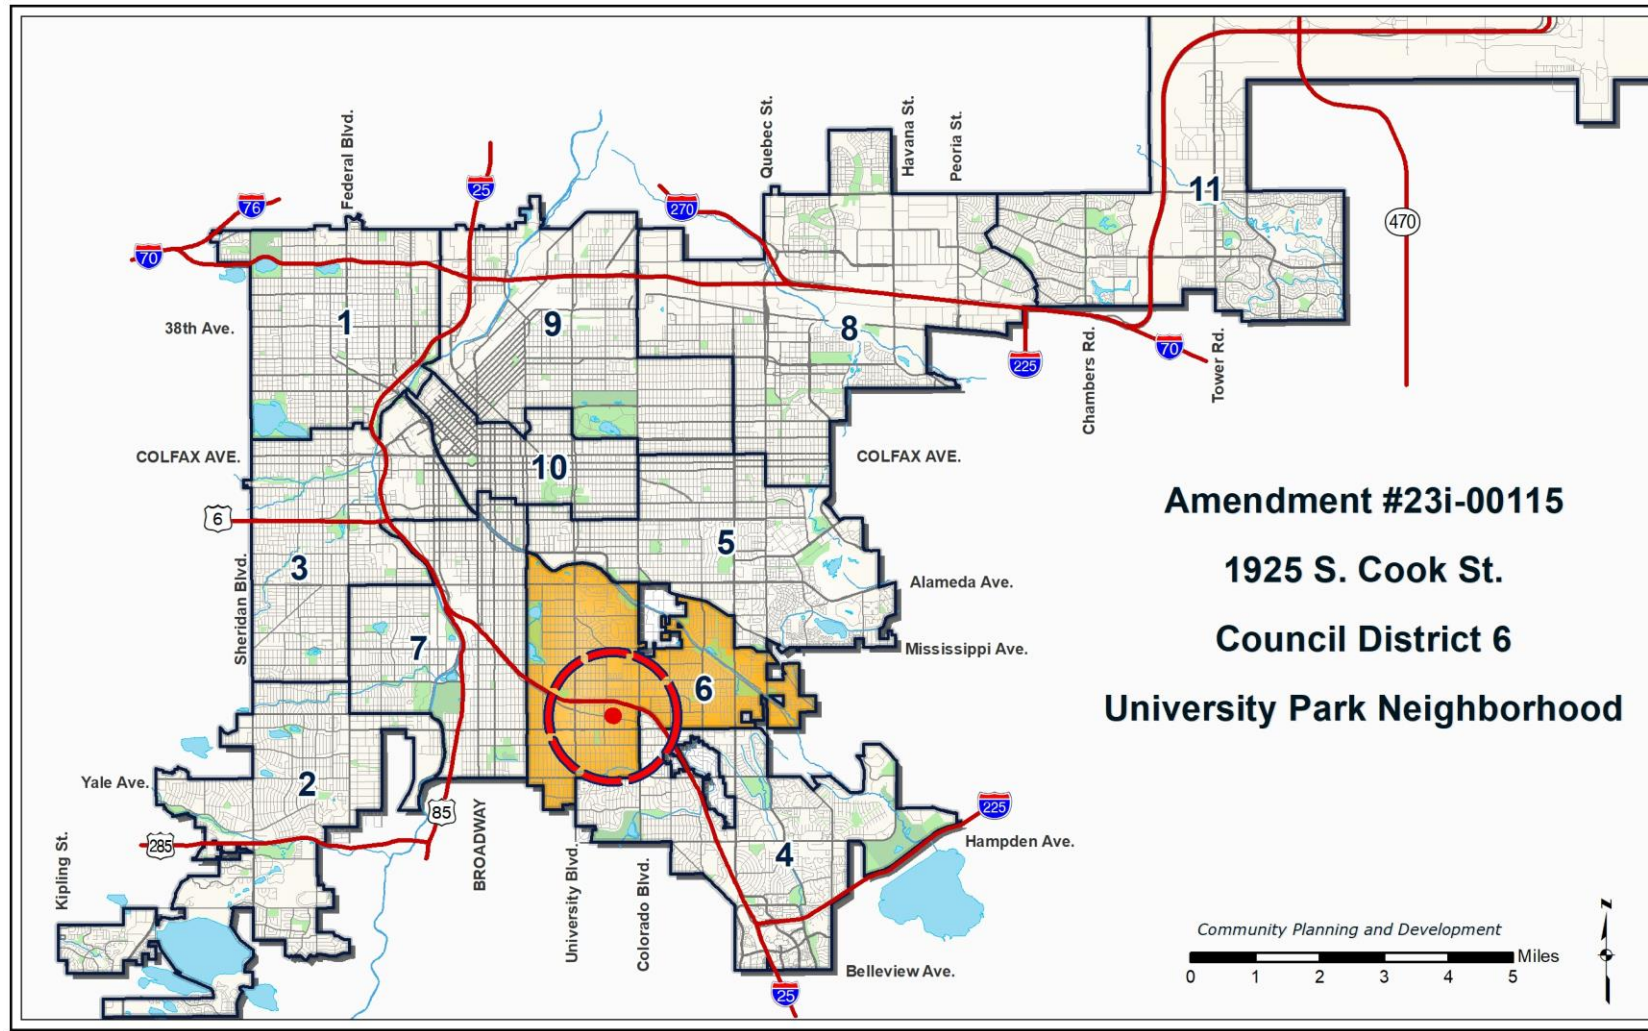 Federal Blvd.
Quebec St.
Havana St.
Peoria St.
25
76
270
11
70
470
1
9
8
38th Ave.
225
Chambers Rd.
70
Tower Rd.
COLFAX AVE.
10
COLFAX AVE.
Amendment #23i-00115
6
5
1925 S. Cook St.
3
Sheridan Blvd.
Alameda Ave.
7
Mississippi Ave.
Council District 6
6
University Park Neighborhood
Yale Ave.
2
85
BROADWAY
225
285
Kipling St.
University Blvd.
Colorado Blvd.
4
Hampden Ave.
Community Planning and Development
Miles
0 1 2 3 4 5
Belleview Ave.
25
N